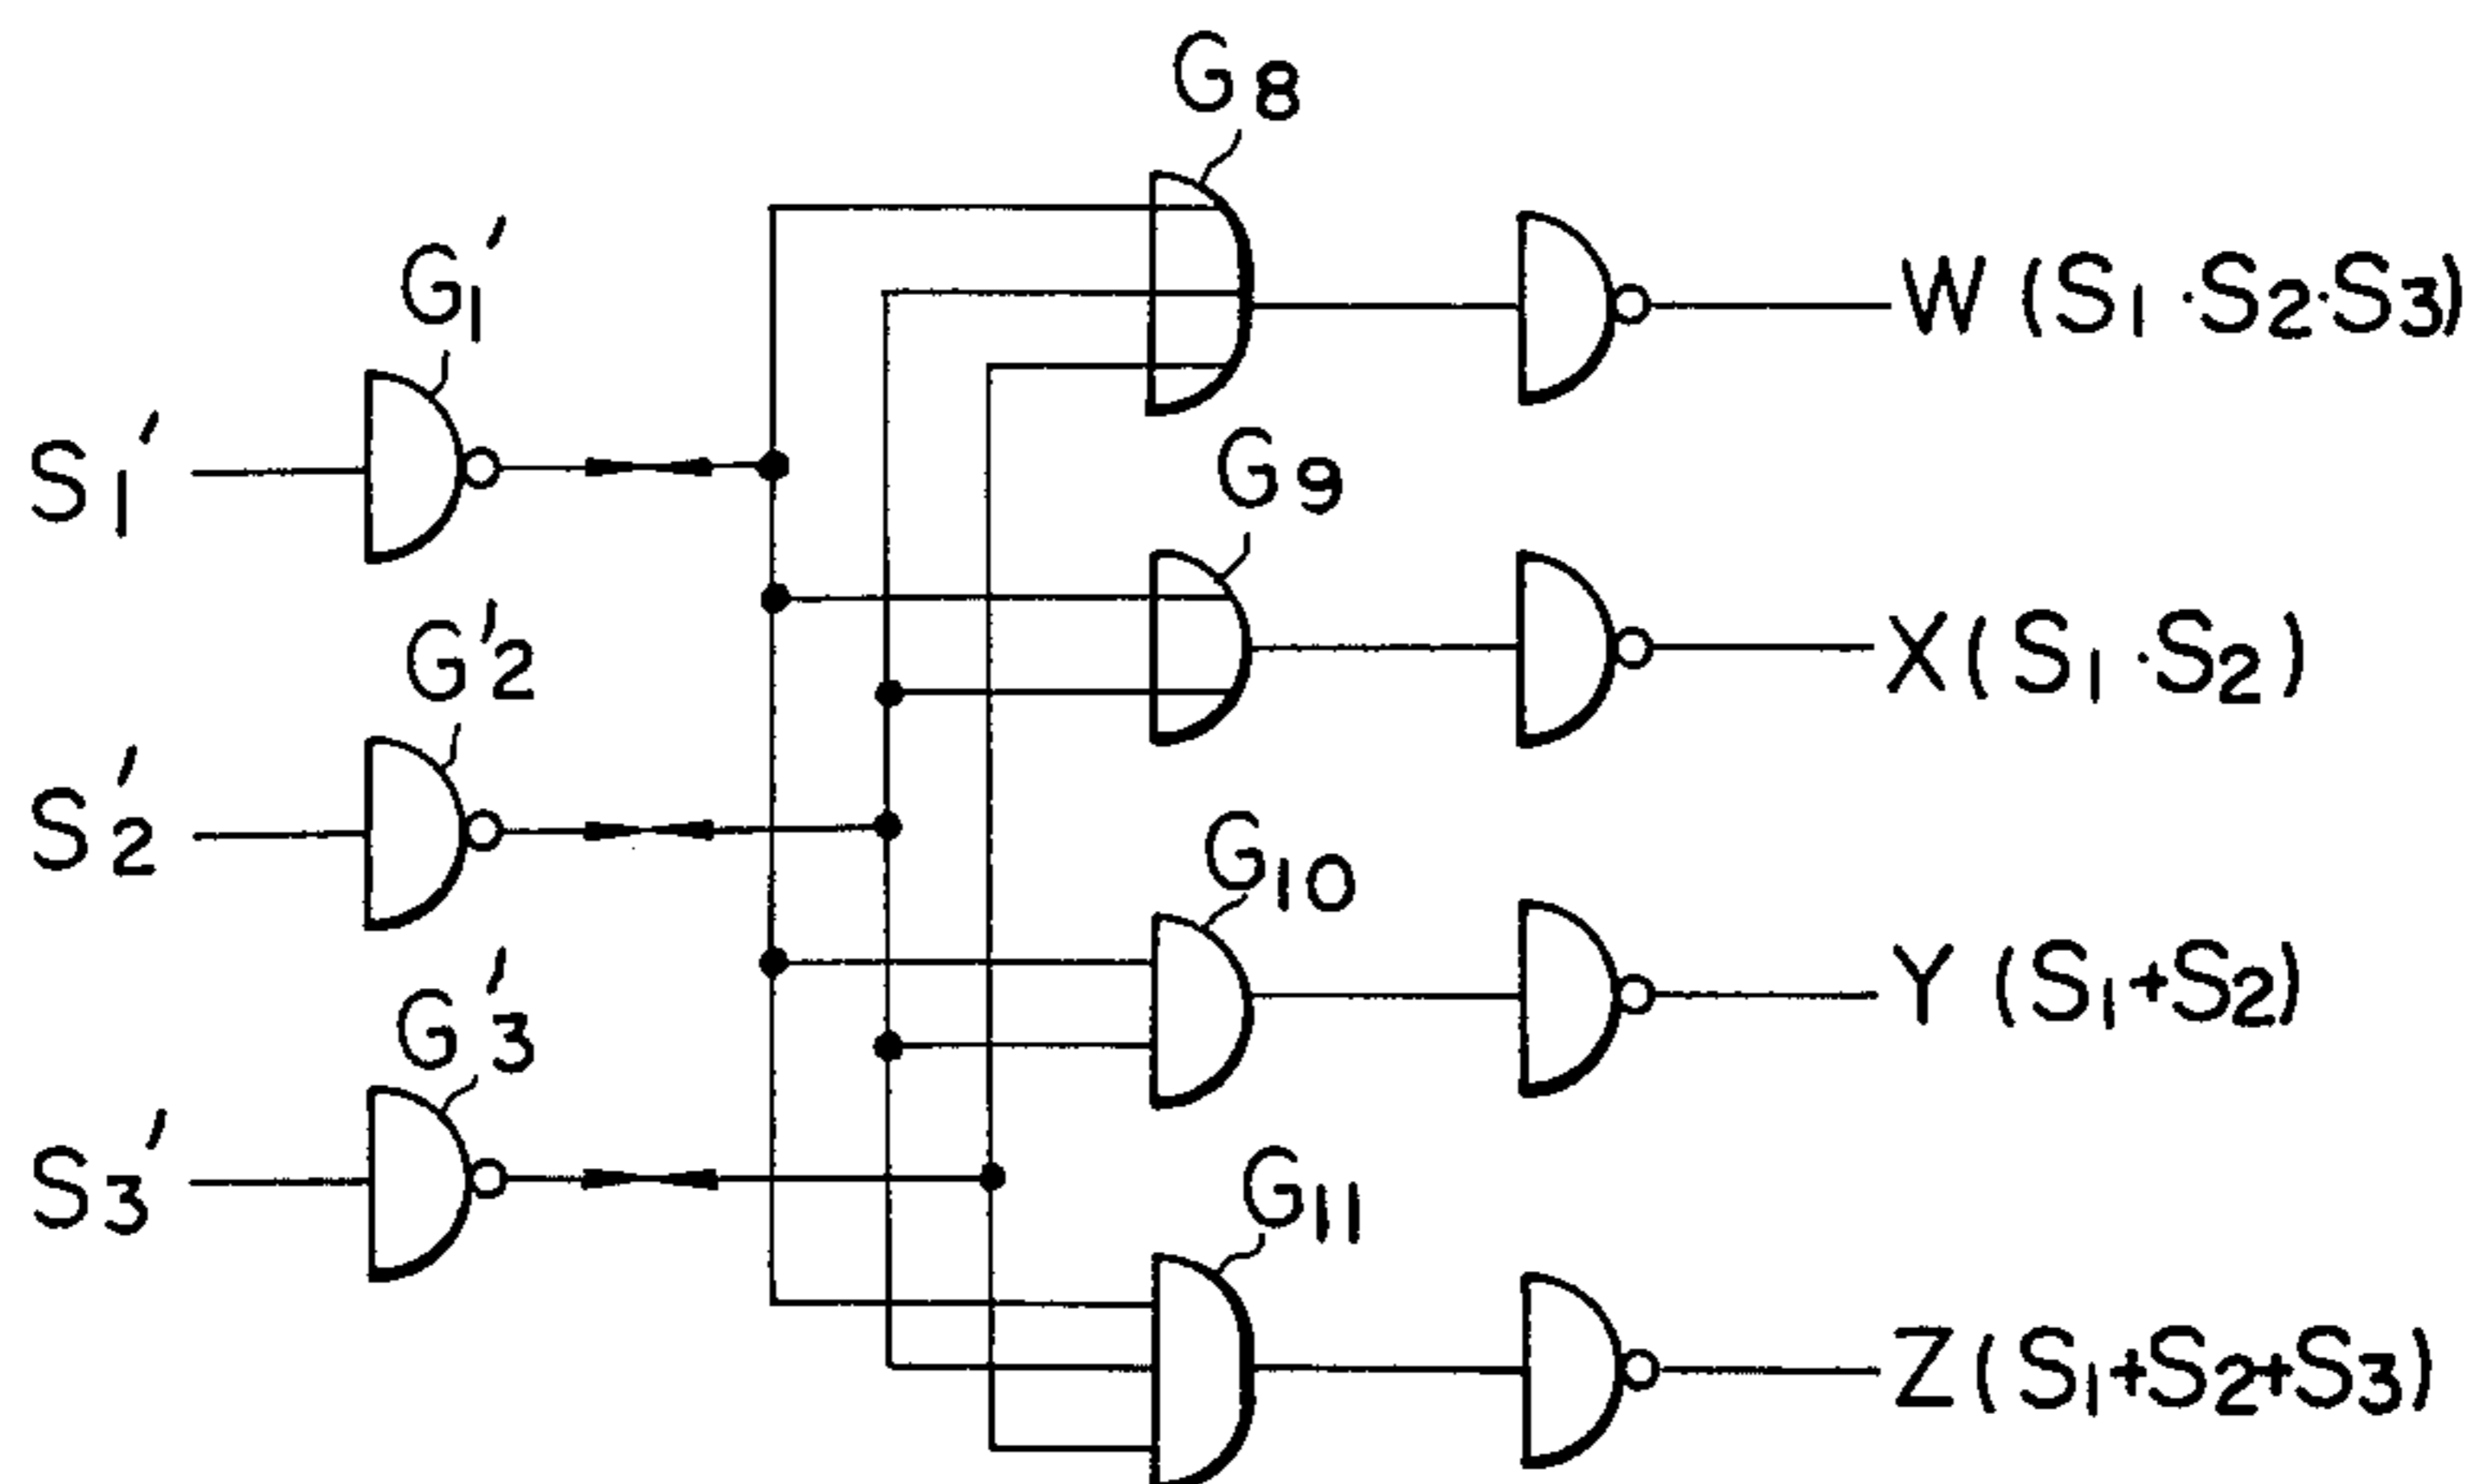 G8
G1'
W (S1·S2·S3)
S1'
G9
G'2
X(S1·S2)
S2'
G10
G'3
Y (S1+S2)
S3'
G11
Z(S1+S2+S3)